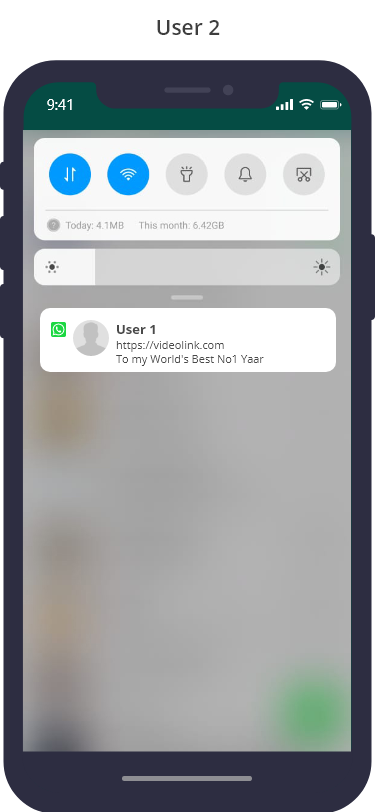 User 2
9:41
Today: 4.1MB This month: 6.42GB
User 1
https://videolink.com
To my World's Best No1 Yaar